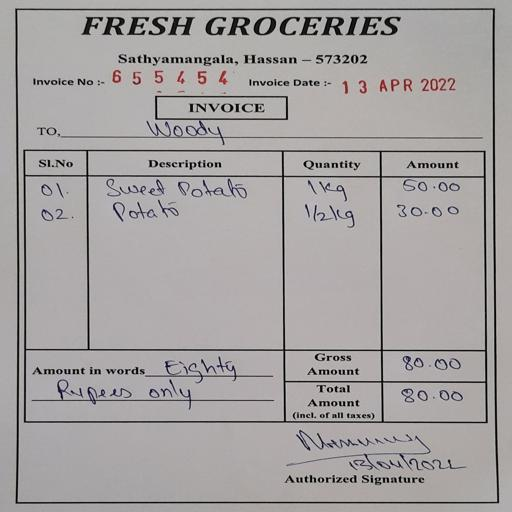 FRESH GROCERIES
Sathyamangala, Hassan – 573202
Invoice No :- 655454 Invoice Date :- 13 APR 2022
INVOICE
TO, Woody
Sl.No Description Quantity Amount
01. Sweet Potato 1kg 50.00
02. Potato 1/2kg 30.00
Amount in words Eighty
Rupees only
Gross
Amount
80.00
Total
Amount
(incl. of all taxes)
80.00
13/04/2022
Authorized Signature